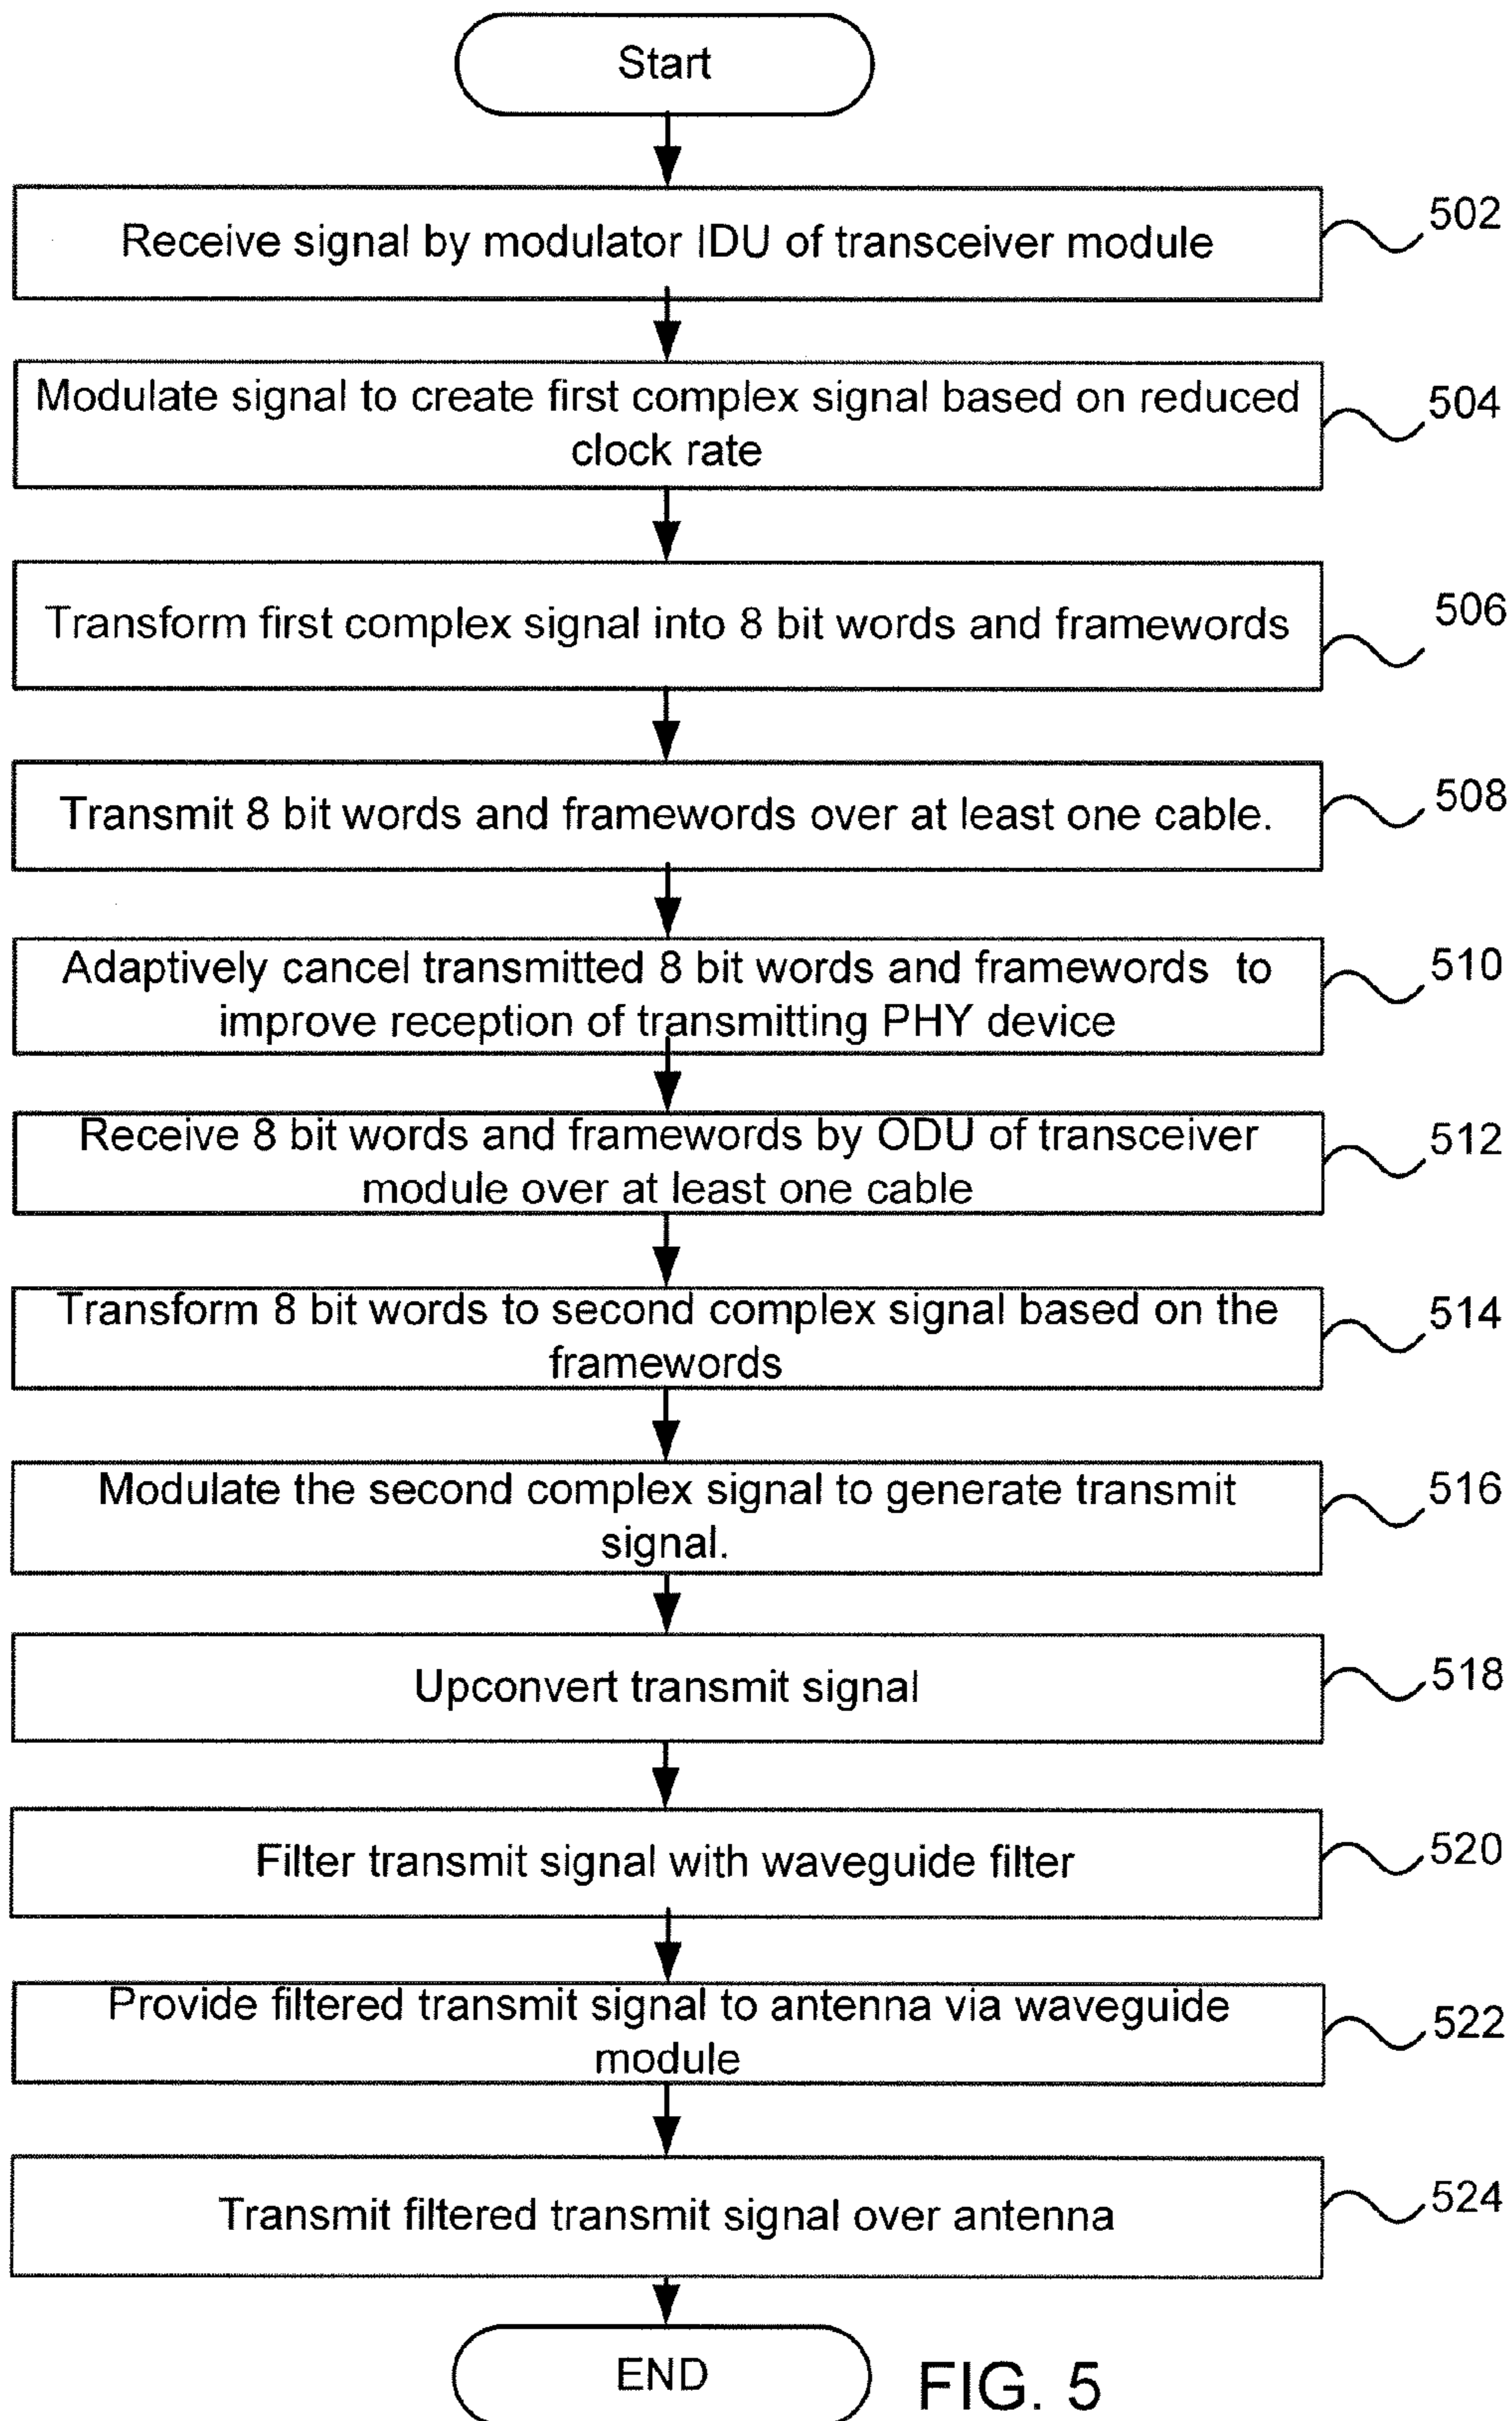 Start
Receive signal by modulator IDU of transceiver module
502
Modulate signal to create first complex signal based on reduced
clock rate
504
Transform first complex signal into 8 bit words and framewords
506
Transmit 8 bit words and framewords over at least one cable.
508
Adaptively cancel transmitted 8 bit words and framewords to
improve reception of transmitting PHY device
510
Receive 8 bit words and framewords by ODU of transceiver
module over at least one cable
512
Transform 8 bit words to second complex signal based on the
framewords
514
Modulate the second complex signal to generate transmit
signal.
516
Upconvert transmit signal
518
Filter transmit signal with waveguide filter
520
Provide filtered transmit signal to antenna via waveguide
module
522
Transmit filtered transmit signal over antenna
524
END
FIG. 5